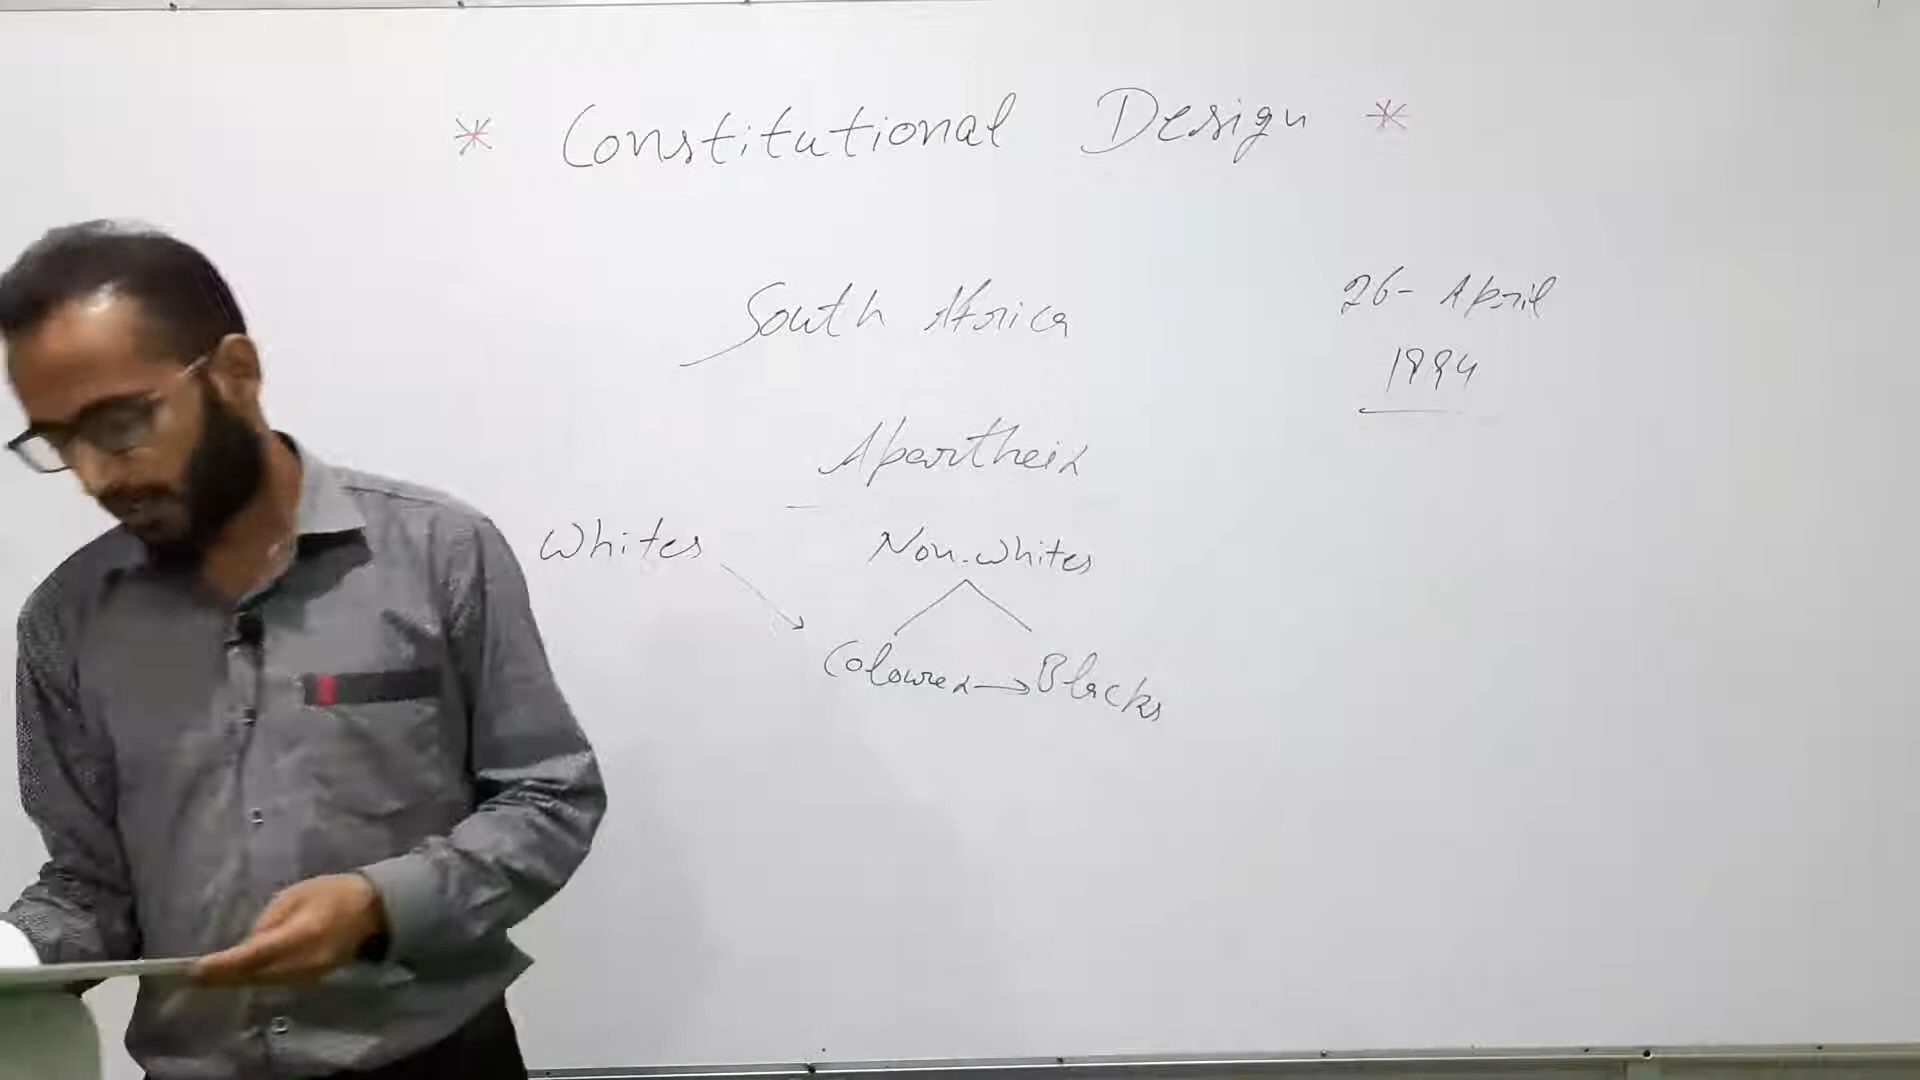 * Constitutional Design *
South Africa
26- April
1994
Apartheid
Whites
Non-whites
Coloured → Blacks